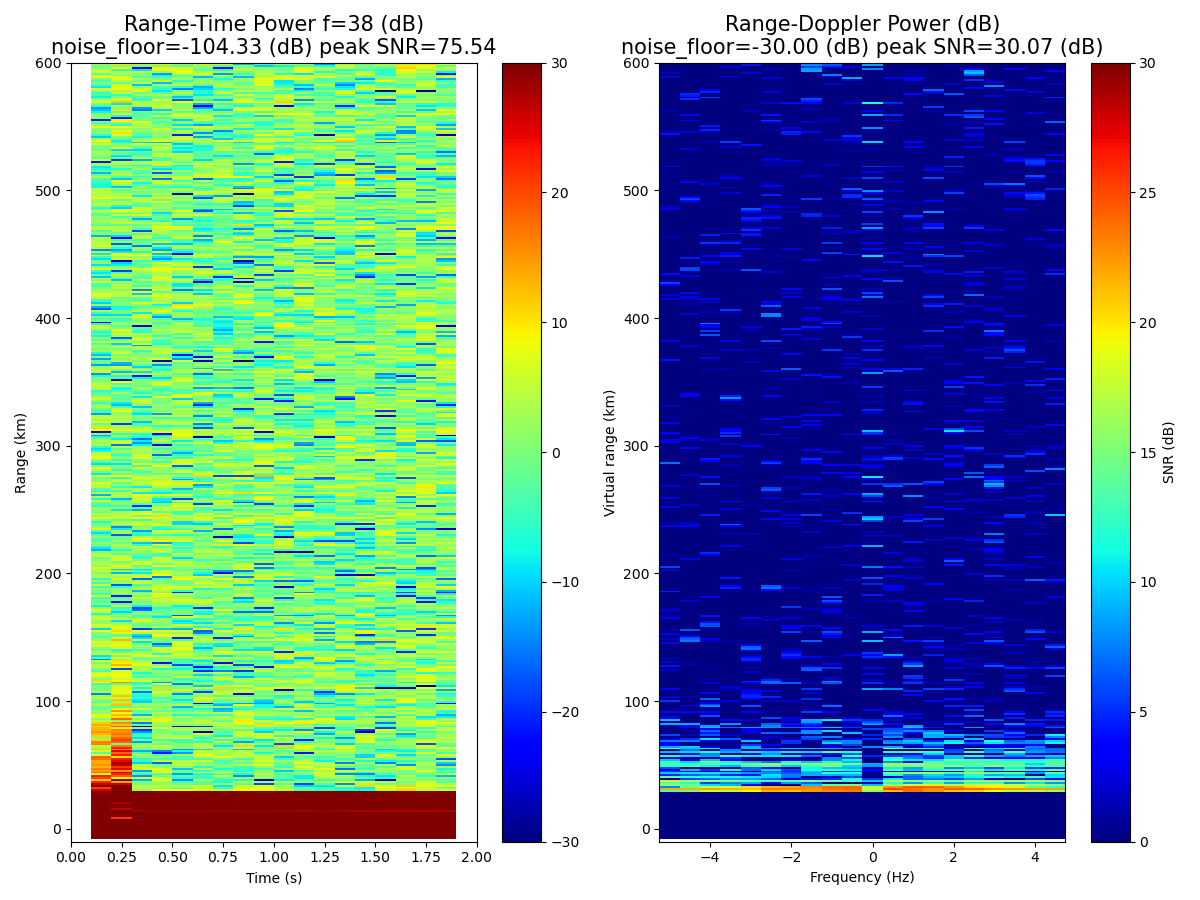 Range-Time Power f=38 (dB)
noise_floor=-104.33 (dB) peak SNR=75.54
Range (km)
600
500
400
300
200
100
0
0.00 0.25 0.50 0.75 1.00 1.25 1.50 1.75 2.00
Time (s)
30
20
10
0
−10
−20
−30
Range-Doppler Power (dB)
noise_floor=-30.00 (dB) peak SNR=30.07 (dB)
Virtual range (km)
600
500
400
300
200
100
0
−4 −2 0 2 4
Frequency (Hz)
30
25
20
15
10
5
0
SNR (dB)